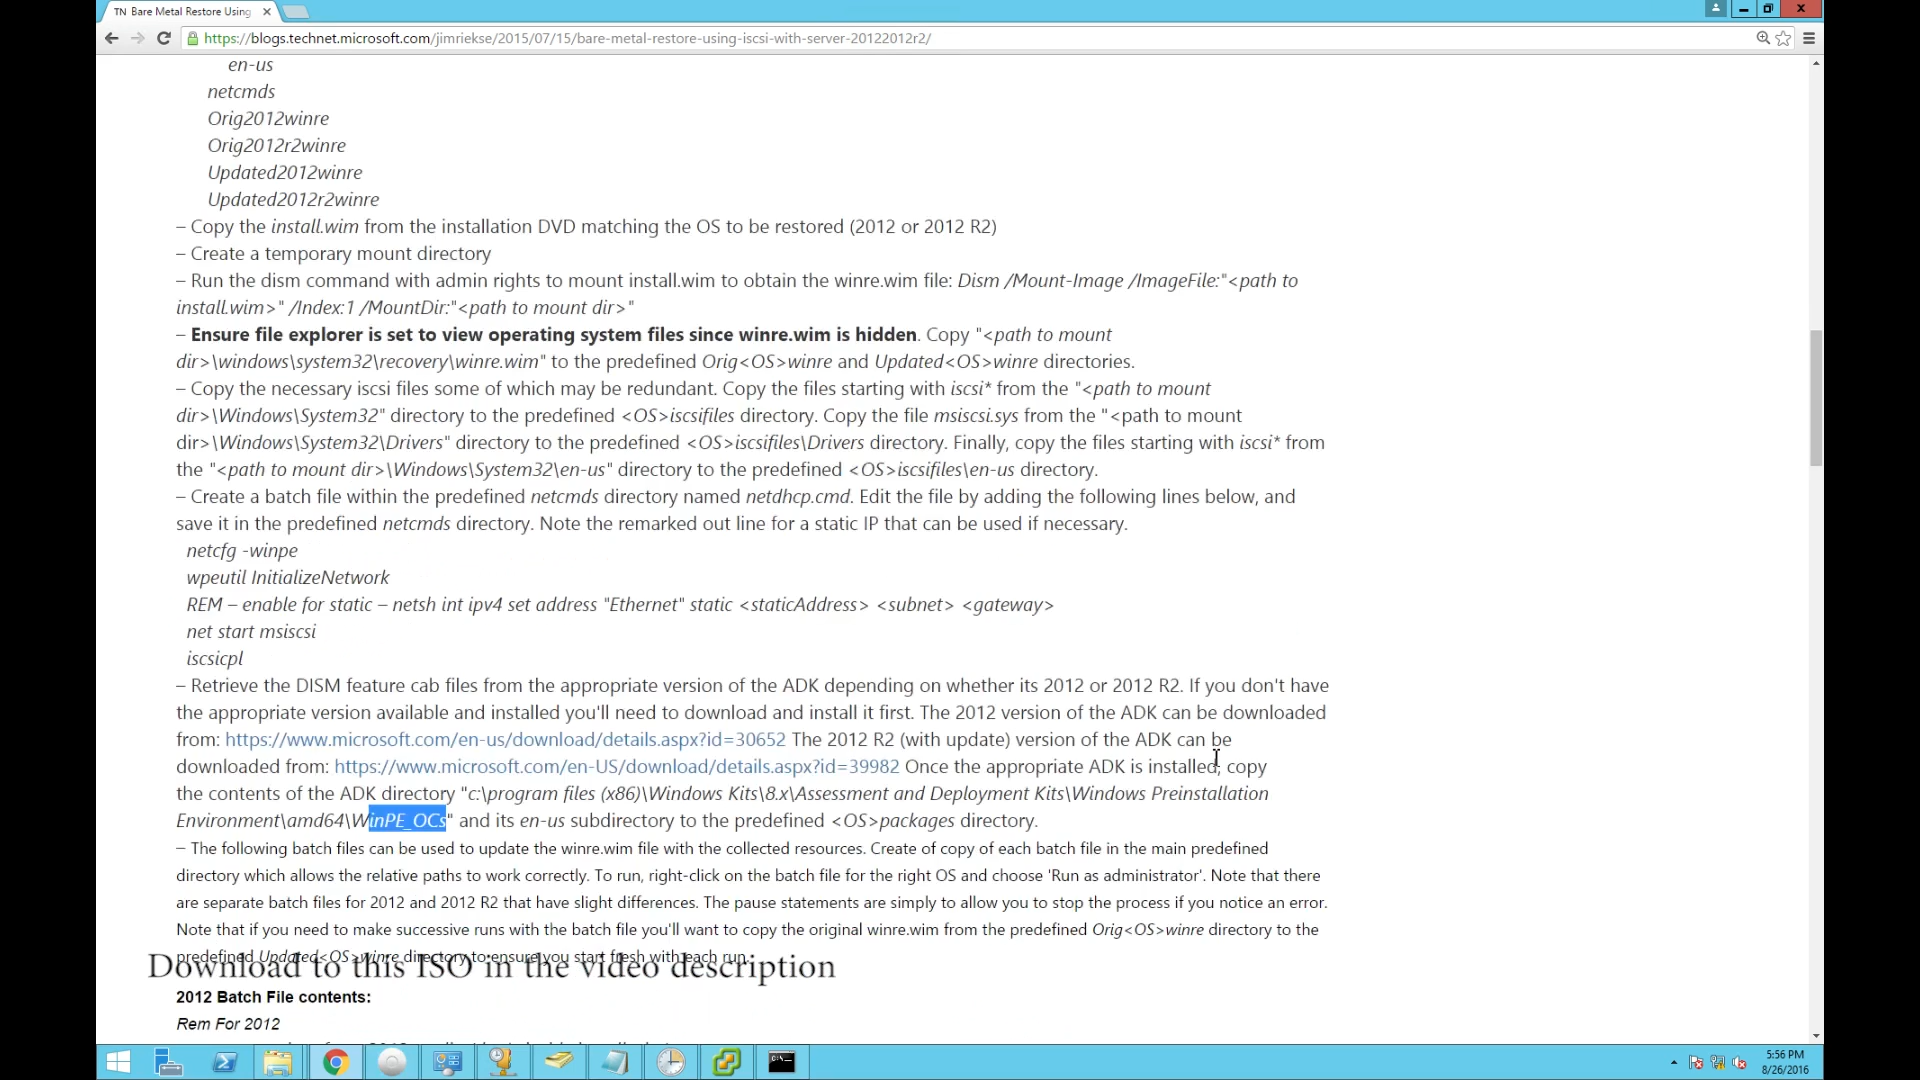 TN Bare Metal Restore Using
https://blogs.technet.microsoft.com/jimriekse/2015/07/15/bare-metal-restore-using-iscsi-with-server-20122012r2/
en-us
netcmds
Orig2012winre
Orig2012r2winre
Updated2012winre
Updated2012r2winre
– Copy the install.wim from the installation DVD matching the OS to be restored (2012 or 2012 R2)
– Create a temporary mount directory
– Run the dism command with admin rights to mount install.wim to obtain the winre.wim file: Dism /Mount-Image /ImageFile:"<path to
install.wim>" /Index:1 /MountDir:"<path to mount dir>"
– Ensure file explorer is set to view operating system files since winre.wim is hidden. Copy "<path to mount
dir>\windows\system32\recovery\winre.wim" to the predefined Orig<OS>winre and Updated<OS>winre directories.
– Copy the necessary iscsi files some of which may be redundant. Copy the files starting with iscsi* from the "<path to mount
dir>\Windows\System32" directory to the predefined <OS>iscsifiles directory. Copy the file msiscsi.sys from the "<path to mount
dir>\Windows\System32\Drivers" directory to the predefined <OS>iscsifiles\Drivers directory. Finally, copy the files starting with iscsi* from
the "<path to mount dir>\Windows\System32\en-us" directory to the predefined <OS>iscsifiles\en-us directory.
– Create a batch file within the predefined netcmds directory named netdhcp.cmd. Edit the file by adding the following lines below, and
save it in the predefined netcmds directory. Note the remarked out line for a static IP that can be used if necessary.
netcfg -winpe
wpeutil InitializeNetwork
REM – enable for static – netsh int ipv4 set address "Ethernet" static <staticAddress> <subnet> <gateway>
net start msiscsi
iscsicpl
– Retrieve the DISM feature cab files from the appropriate version of the ADK depending on whether its 2012 or 2012 R2. If you don't have
the appropriate version available and installed you'll need to download and install it first. The 2012 version of the ADK can be downloaded
from: https://www.microsoft.com/en-us/download/details.aspx?id=30652 The 2012 R2 (with update) version of the ADK can be
downloaded from: https://www.microsoft.com/en-US/download/details.aspx?id=39982 Once the appropriate ADK is installed, copy
the contents of the ADK directory "c:\program files (x86)\Windows Kits\8.x\Assessment and Deployment Kits\Windows Preinstallation
Environment\amd64\WinPE_OCs" and its en-us subdirectory to the predefined <OS>packages directory.
– The following batch files can be used to update the winre.wim file with the collected resources. Create of copy of each batch file in the main predefined
directory which allows the relative paths to work correctly. To run, right-click on the batch file for the right OS and choose 'Run as administrator'. Note that there
are separate batch files for 2012 and 2012 R2 that have slight differences. The pause statements are simply to allow you to stop the process if you notice an error.
Note that if you need to make successive runs with the batch file you'll want to copy the original winre.wim from the predefined Orig<OS>winre directory to the
predefined Updated<OS>winre directory to ensure you start fresh with each run.
Download to this ISO in the video description
2012 Batch File contents:
Rem For 2012
5:56 PM
8/26/2016